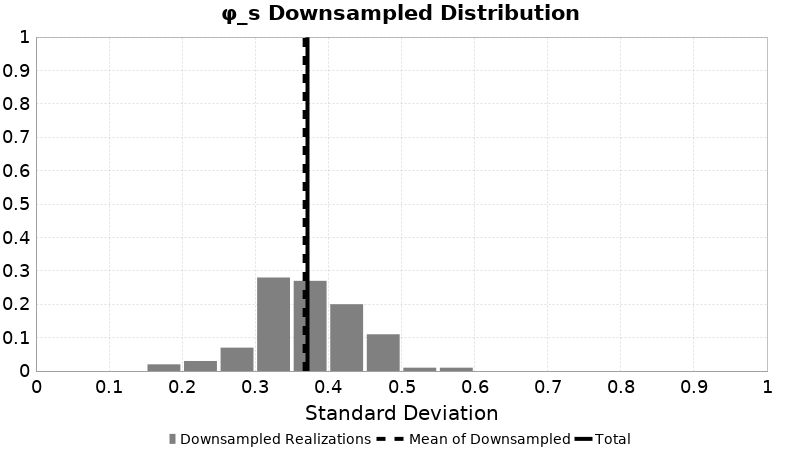 φ_s Downsampled Distribution
1
0.9
0.8
0.7
0.6
0.5
0.4
0.3
0.2
0.1
0
0 0.1 0.2 0.3 0.4 0.5 0.6 0.7 0.8 0.9 1
Standard Deviation
Downsampled Realizations Mean of Downsampled Total